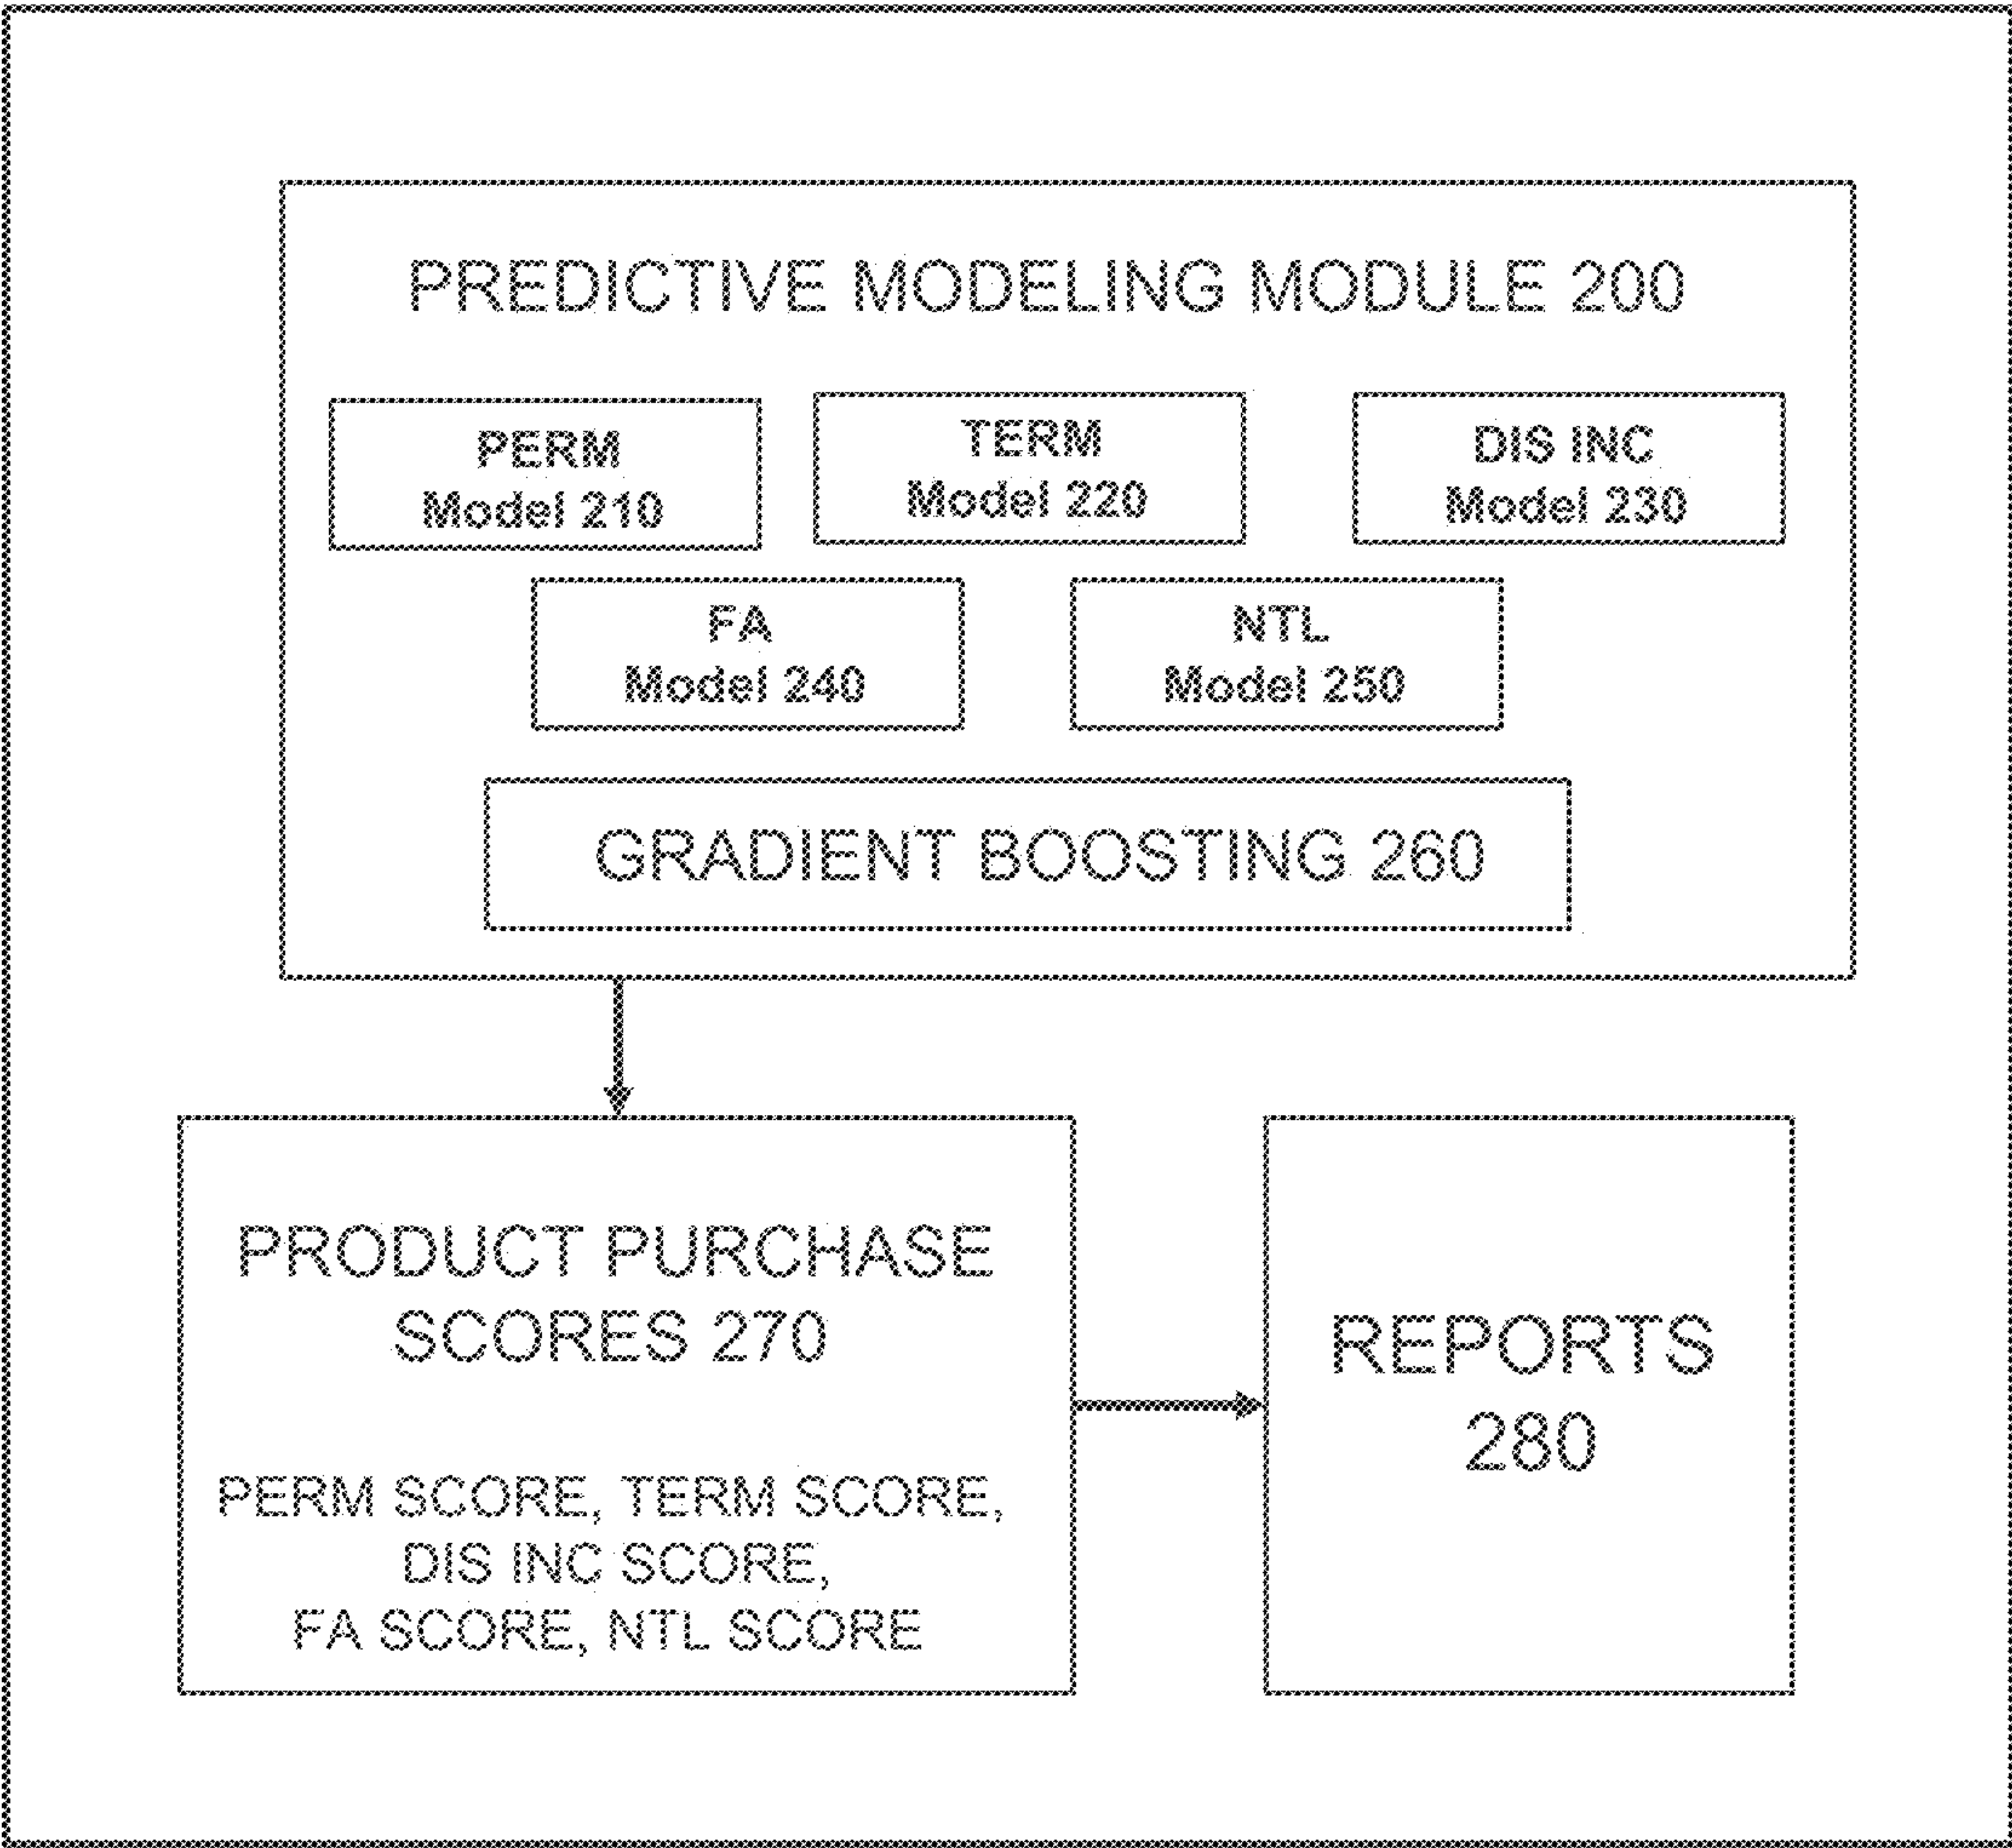 PREDICTIVE MODELING MODULE 200
PERM
Model 210
TERM
Model 220
DIS INC
Model 230
FA
Model 240
NTL
Model 250
GRADIENT BOOSTING 260
PRODUCT PURCHASE
SCORES 270
PERM SCORE, TERM SCORE,
DIS INC SCORE,
FA SCORE, NTL SCORE
REPORTS
280